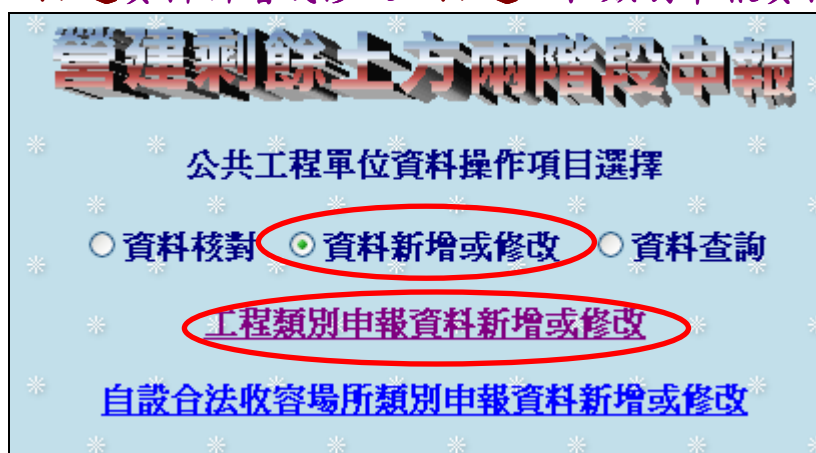 營建剩餘土方兩階段申報
公共工程單位資料操作項目選擇
資料核對 資料新增或修改 資料查詢
工程類別申報資料新增或修改
自設合法收容場所類別申報資料新增或修改